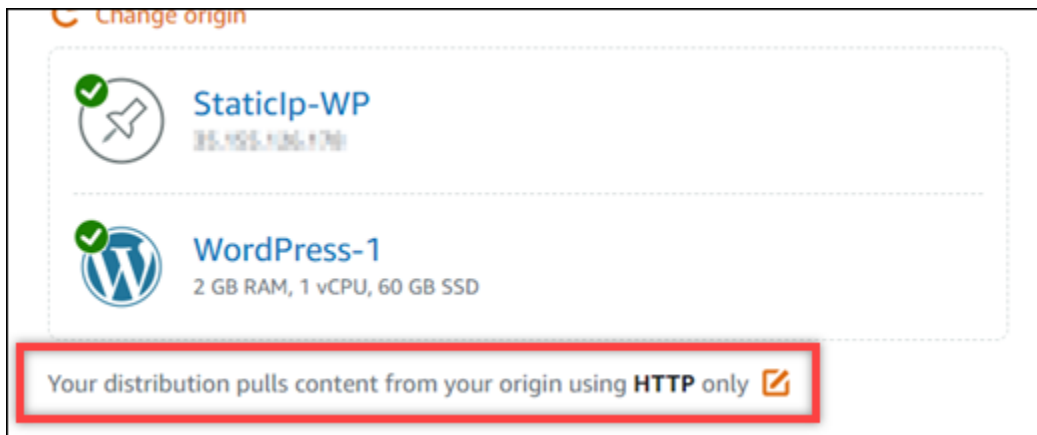 Change origin
StaticIp-WP
WordPress-1
2 GB RAM, 1 vCPU, 60 GB SSD
Your distribution pulls content from your origin using HTTP only